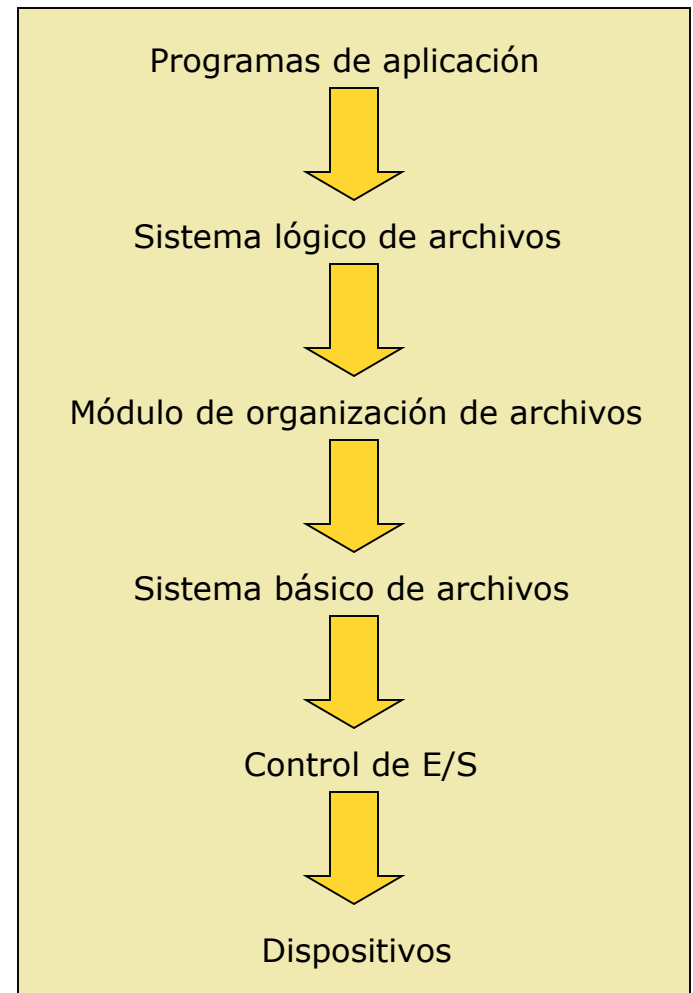 Programas de aplicación
Sistema lógico de archivos
Módulo de organización de archivos
Sistema básico de archivos
Control de E/S
Dispositivos